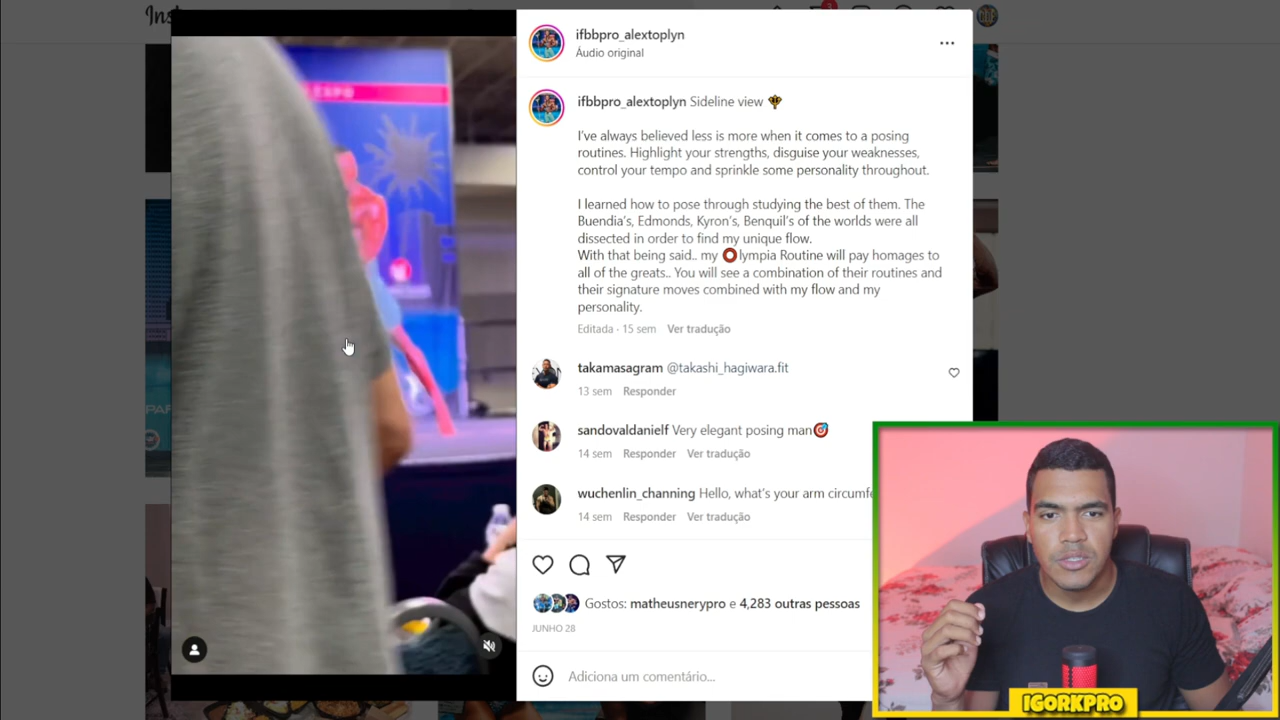 EXPO
ifbbpro_alextoplyn
Áudio original
ifbbpro_alextoplyn Sideline view
I've always believed less is more when it comes to a posing
routines. Highlight your strengths, disguise your weaknesses,
control your tempo and sprinkle some personality throughout.
I learned how to pose through studying the best of them. The
Buendia's, Edmonds, Kyron's, Benquil's of the worlds were all
dissected in order to find my unique flow.
With that being said.. my ⭕lympia Routine will pay homages to
all of the greats.. You will see a combination of their routines and
their signature moves combined with my flow and my
personality.
Editada · 15 sem Ver tradução
takamasagram @takashi_hagiwara.fit
13 sem Responder
sandovaldanielf Very elegant posing man🎯
14 sem Responder Ver tradução
wuchenlin_channing Hello, what's your arm circumfe
14 sem Responder Ver tradução
Gostos: matheusnerypro e 4,283 outras pessoas
JUNHO 28
Adiciona um comentário...
IGORKPRO